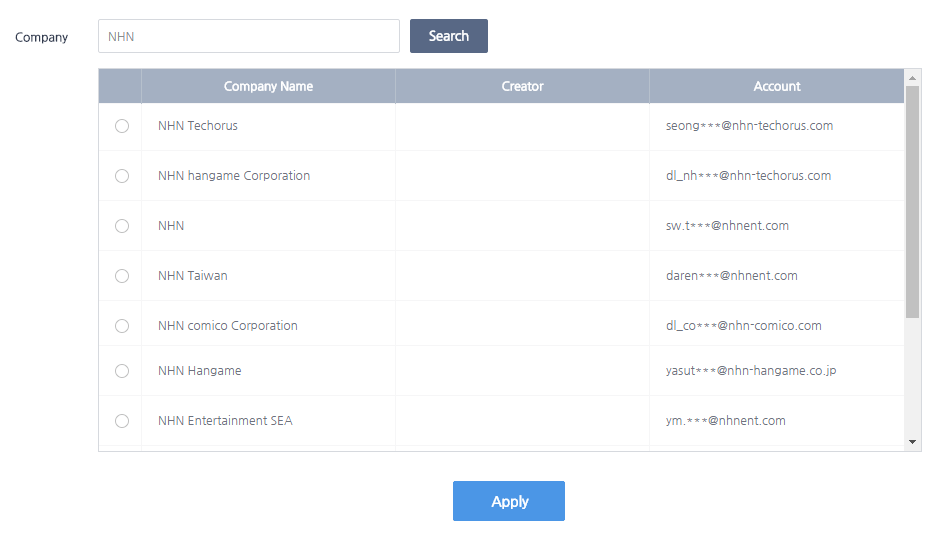 Company NHN Search
Company Name Creator Account
NHN Techorus seong***@nhn-techorus.com
NHN hangame Corporation dl_nh***@nhn-techorus.com
NHN sw.t***@nhnent.com
NHN Taiwan daren***@nhnent.com
NHN comico Corporation dl_co***@nhn-comico.com
NHN Hangame yasut***@nhn-hangame.co.jp
NHN Entertainment SEA ym.***@nhnent.com
Apply